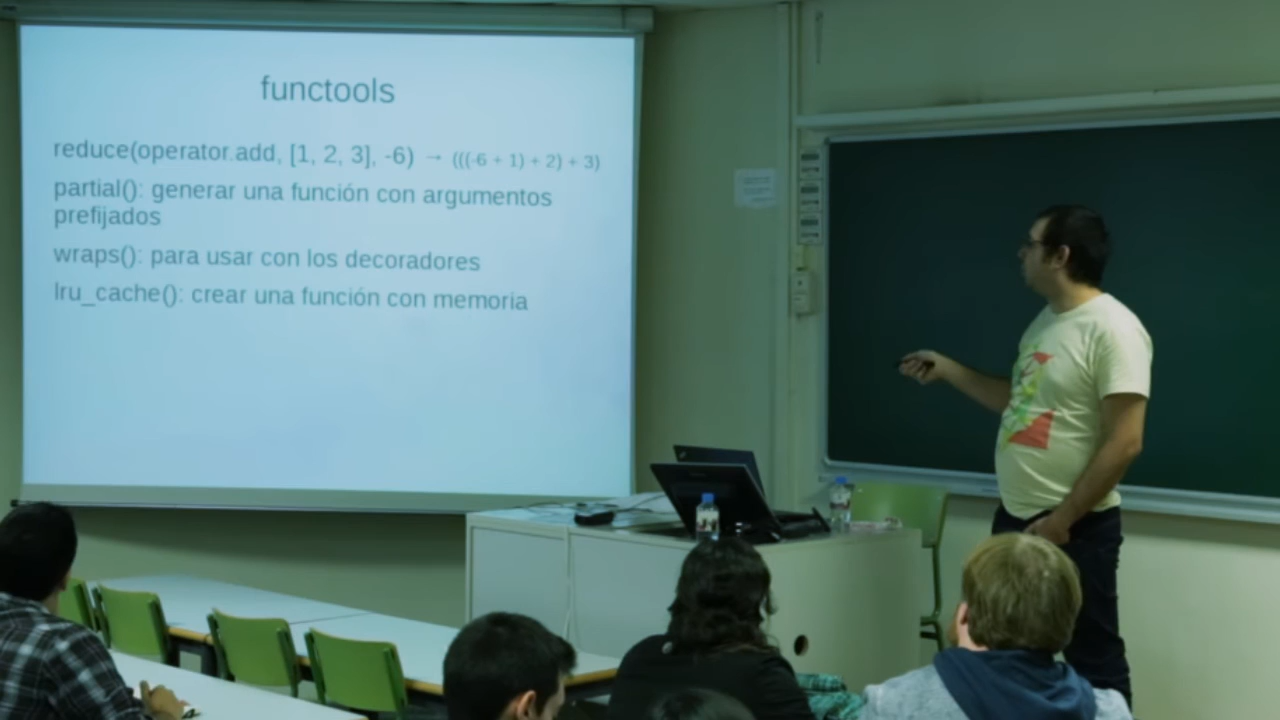 functools
reduce(operator.add, [1, 2, 3], -6) → (((-6 + 1) + 2) + 3)
partial(): generar una función con argumentos
prefijados
wraps(): para usar con los decoradores
lru_cache(): crear una función con memoria